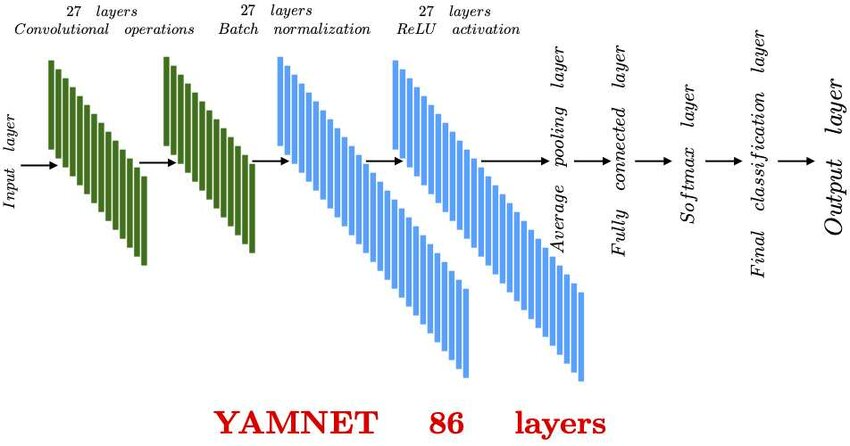 27 layers
Convolutional operations
27 layers
Batch normalization
27 layers
ReLU activation
Input layer
Average pooling layer
Fully connected layer
Softmax layer
Final classification layer
Output layer
YAMNET 86 layers